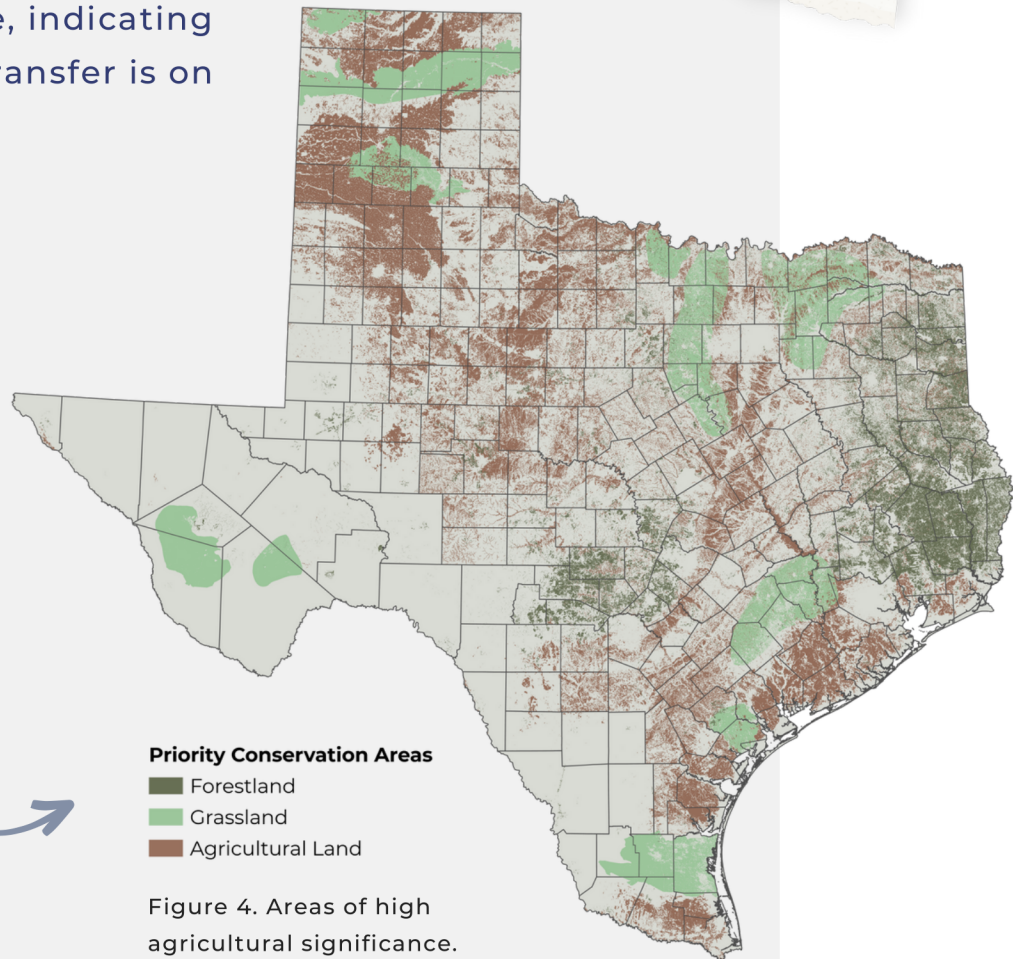 , indicating
ransfer is on
Priority Conservation Areas
Forestland
Grassland
Agricultural Land
Figure 4. Areas of high
agricultural significance.